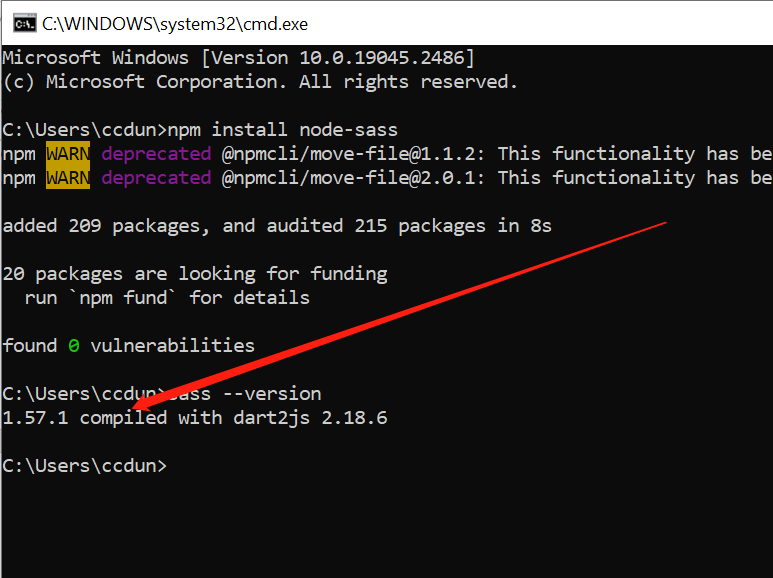 C:\WINDOWS\system32\cmd.exe
Microsoft Windows [Version 10.0.19045.2486]
(c) Microsoft Corporation. All rights reserved.
C:\Users\ccdun>npm install node-sass
npm WARN deprecated @npmcli/move-file@1.1.2: This functionality has be
npm WARN deprecated @npmcli/move-file@2.0.1: This functionality has be
added 209 packages, and audited 215 packages in 8s
20 packages are looking for funding
run `npm fund` for details
found 0 vulnerabilities
C:\Users\ccdun>sass --version
1.57.1 compiled with dart2js 2.18.6
C:\Users\ccdun>